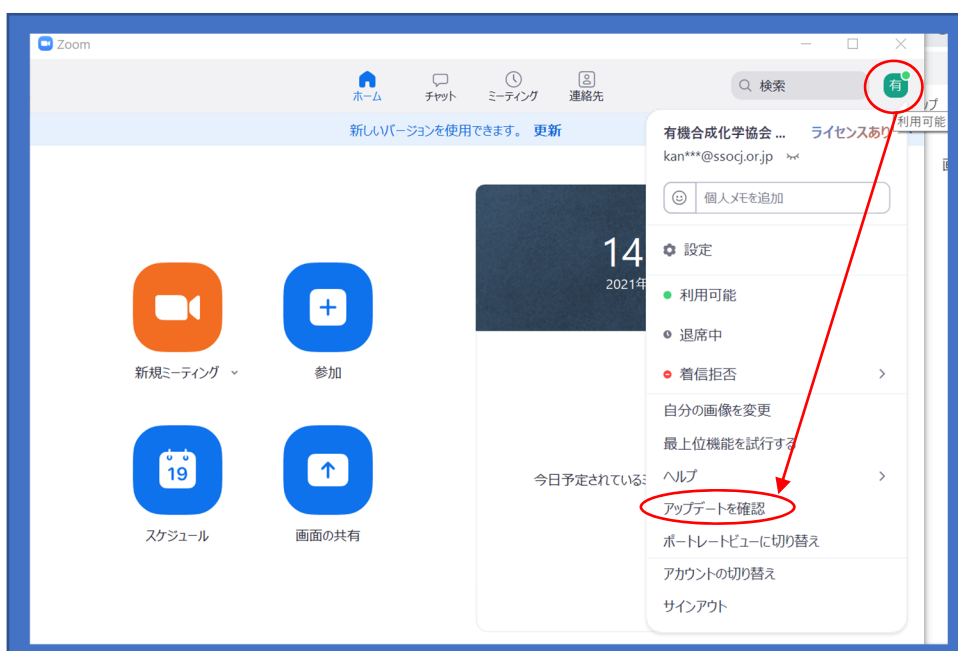 Zoom
ホーム
チャット
ミーティング
連絡先
検索
有
利用可能
新しいバージョンを使用できます。 更新
有機合成化学協会 ... ライセンスあり
kan***@ssocj.or.jp
個人メモを追加
設定
14
2021年
利用可能
退席中
着信拒否
新規ミーティング
参加
自分の画像を変更
最上位機能を試行する
ヘルプ
19
今日予定されている
アップデートを確認
スケジュール
画面の共有
ポートレートビューに切り替え
アカウントの切り替え
サインアウト